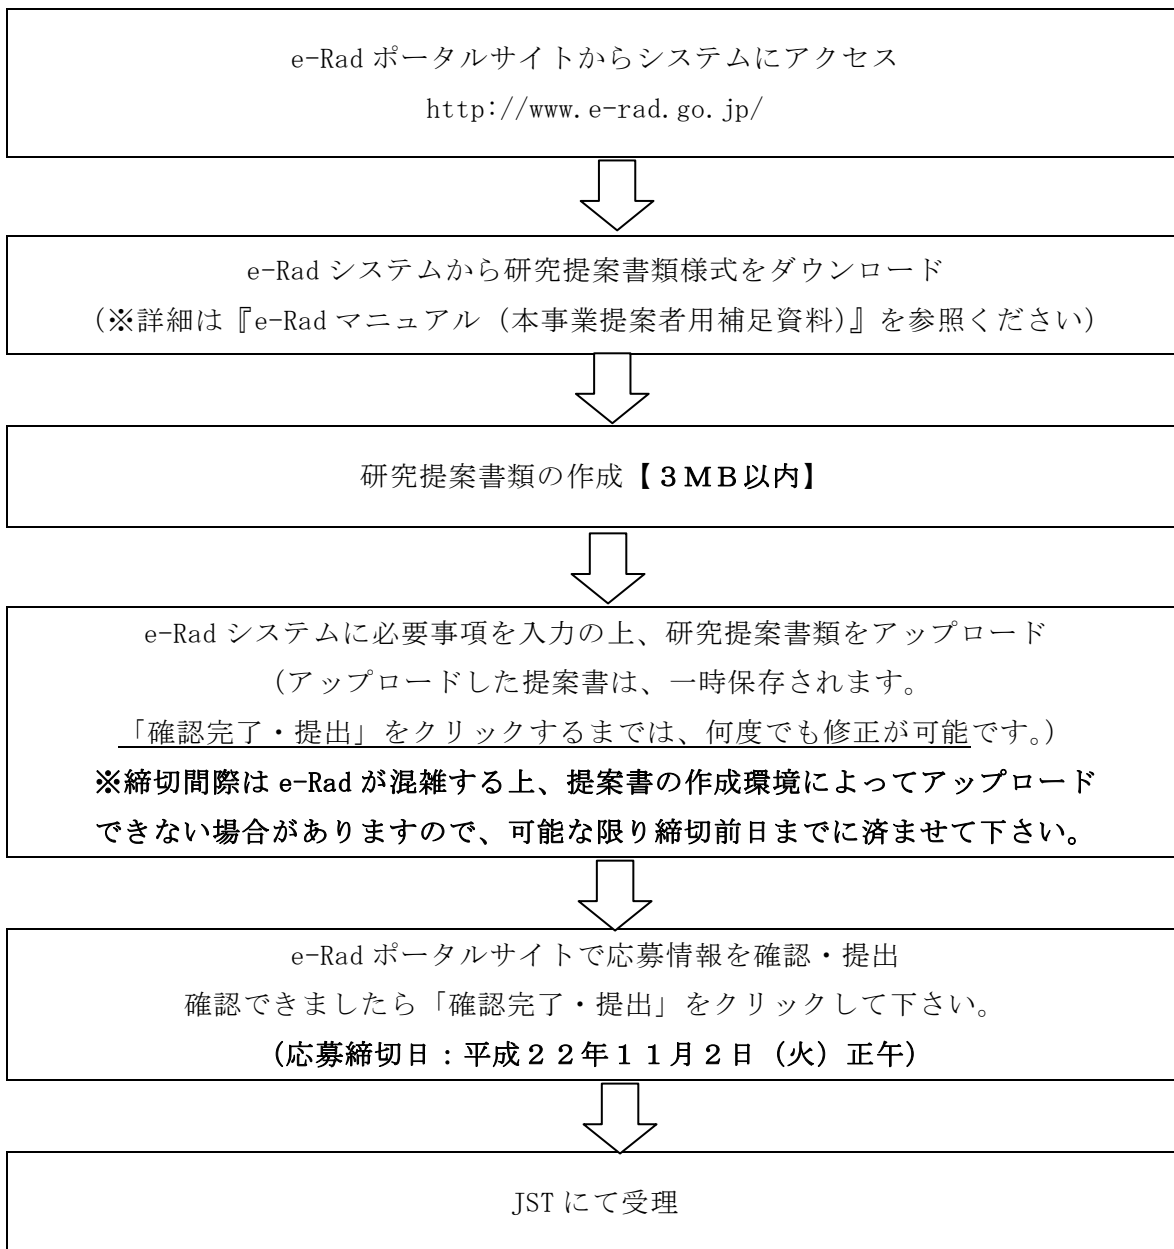 e-Rad ポータルサイトからシステムにアクセス
http://www.e-rad.go.jp/
e-Rad システムから研究提案書類様式をダウンロード
(※詳細は『e-Rad マニュアル（本事業提案者用補足資料)』を参照ください)
研究提案書類の作成【３ＭＢ以内】
e-Rad システムに必要事項を入力の上、研究提案書類をアップロード
(アップロードした提案書は、一時保存されます。
「確認完了・提出」をクリックするまでは、何度でも修正が可能です。)
※締切間際は e-Rad が混雑する上、提案書の作成環境によってアップロード
できない場合がありますので、可能な限り締切前日までに済ませて下さい。
e-Rad ポータルサイトで応募情報を確認・提出
確認できましたら「確認完了・提出」をクリックして下さい。
(応募締切日：平成２２年１１月２日（火）正午)
JST にて受理